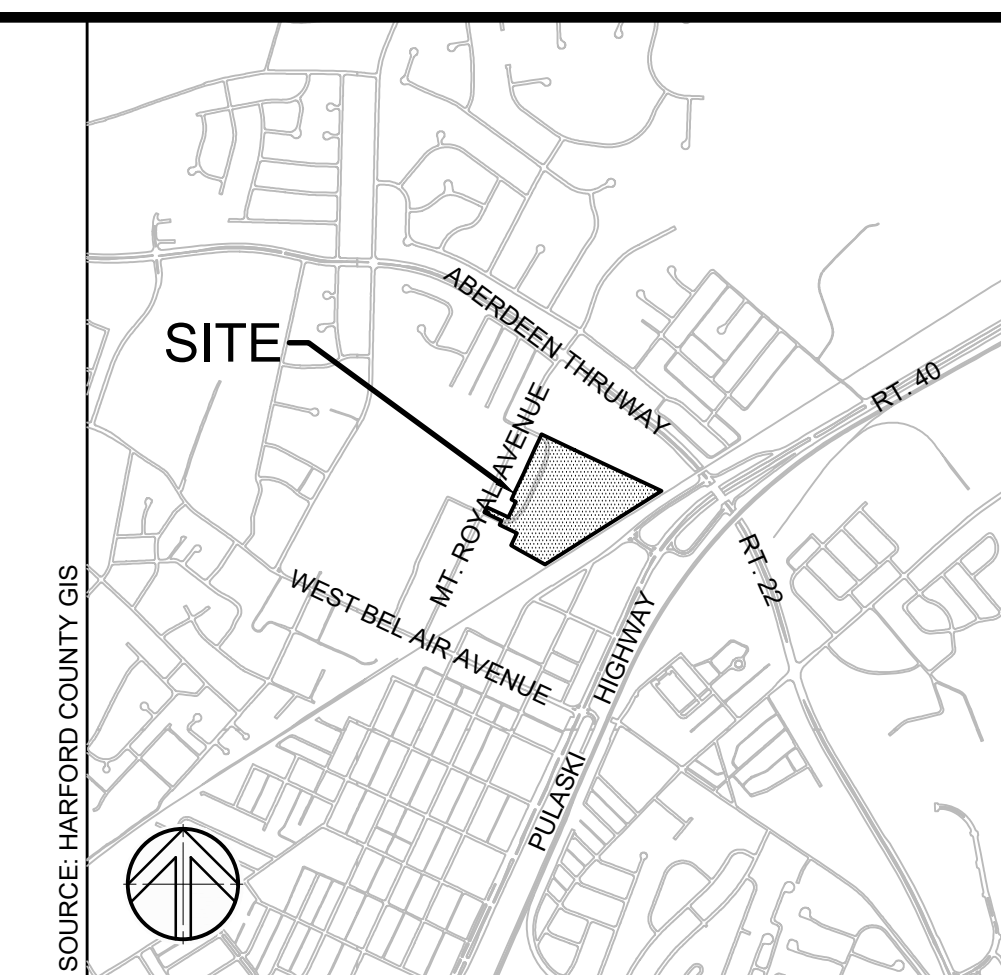 ABERDEEN THRUWAY
SITE
RT. 40
MT. ROYAL AVENUE
RT. 22
WEST BEL AIR AVENUE
PULASKI HIGHWAY
SOURCE: HARFORD COUNTY GIS